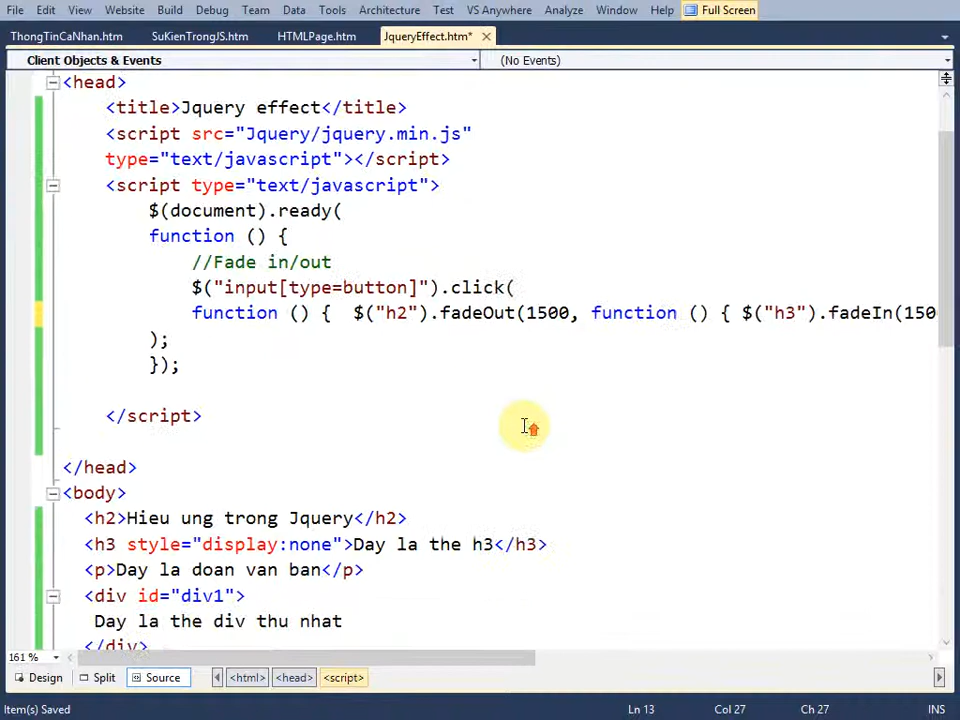 File Edit View Website Build Debug Team Data Tools Architecture Test VS Anywhere Analyze Window Help Full Screen
ThongTinCaNhan.htm SuKienTrongJS.htm HTMLPage.htm JqueryEffect.htm*
Client Objects & Events (No Events)
<head>
<title>Jquery effect</title>
<script src="Jquery/jquery.min.js"
type="text/javascript"></script>
<script type="text/javascript">
$(document).ready(
function () {
//Fade in/out
$("input[type=button]").click(
function () { $("h2").fadeOut(1500, function () { $("h3").fadeIn(150
);
});
</script>
</head>
<body>
<h2>Hieu ung trong Jquery</h2>
<h3 style="display:none">Day la the h3</h3>
<p>Day la doan van ban</p>
<div id="div1">
Day la the div thu nhat
</div>
161 %
Design Split Source <html> <head> <script>
Item(s) Saved Ln 13 Col 27 Ch 27 INS